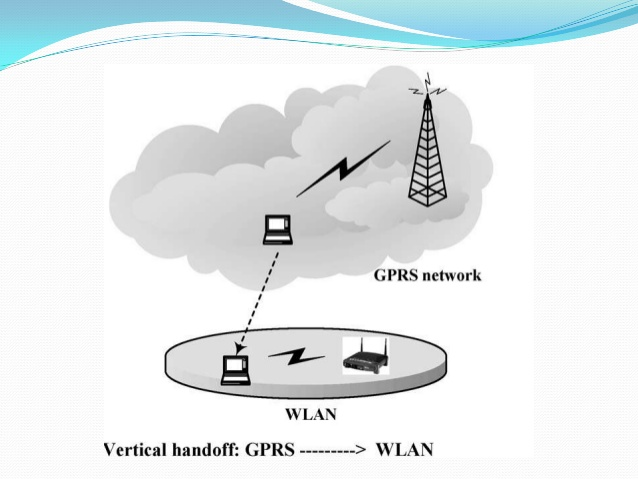 GPRS network
WLAN
Vertical handoff: GPRS ---------> WLAN